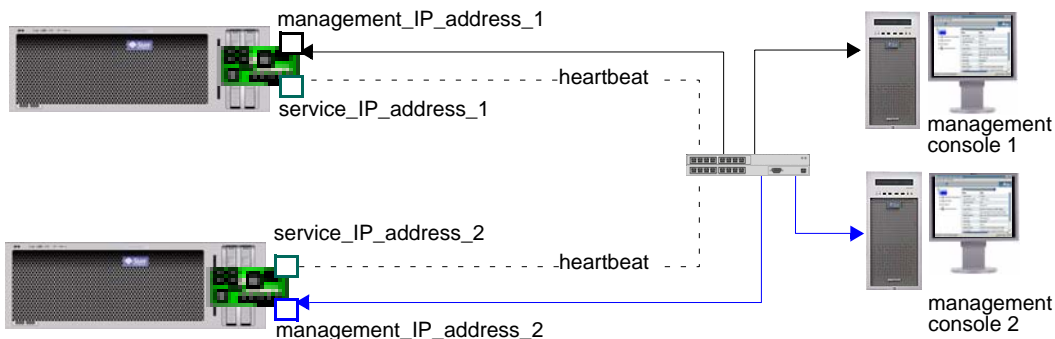 management_IP_address_1
heartbeat
service_IP_address_1
management
console 1
service_IP_address_2
heartbeat
management_IP_address_2
management
console 2